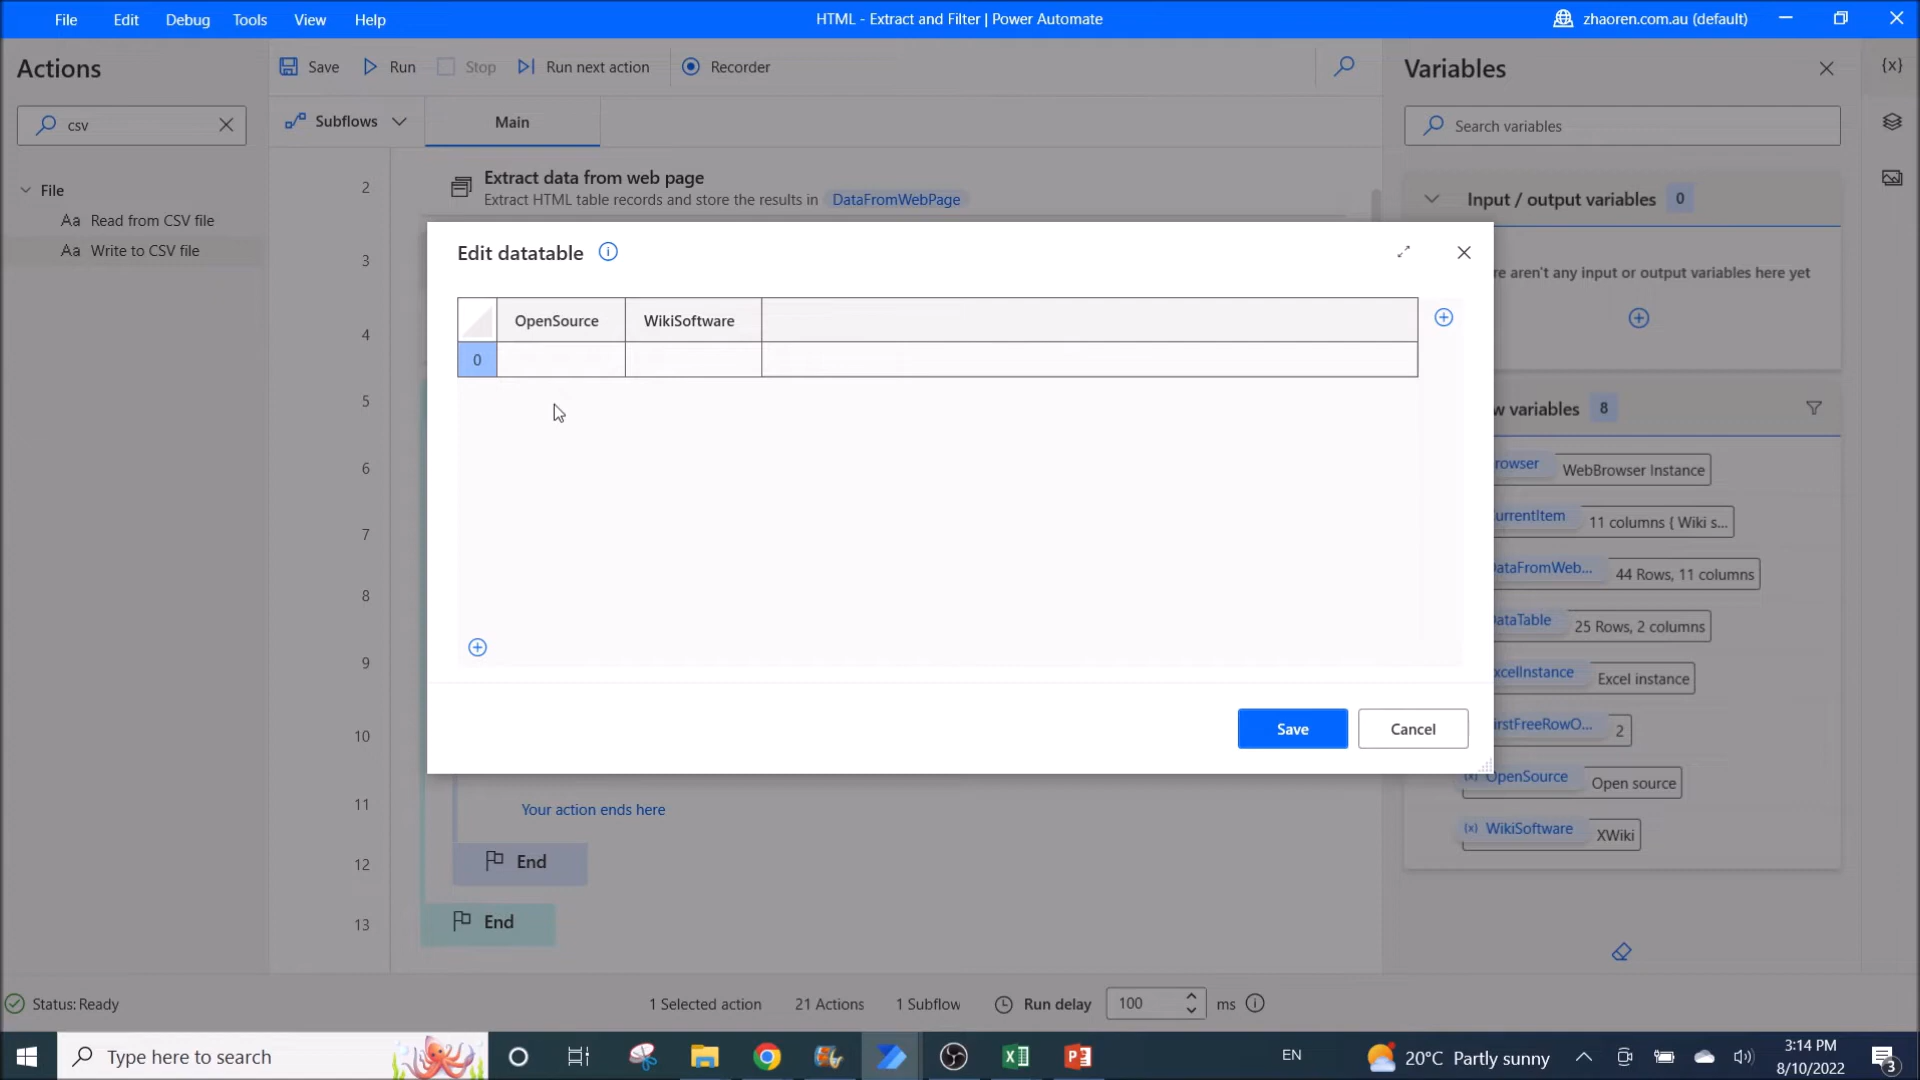 File Edit Debug Tools View Help HTML - Extract and Filter | Power Automate zhaoren.com.au (default)
Actions
csv
File
Aa Read from CSV file
Aa Write to CSV file
Save Run Stop Run next action Recorder
Subflows Main
2 Extract data from web page
Extract HTML table records and store the results in DataFromWebPage
3
4
5
6
7
8
9
10
11
12
13
Edit datatable
OpenSource WikiSoftware
0
Save Cancel
Your action ends here
End
End
Variables {x}
Search variables
Input / output variables 0
re aren't any input or output variables here yet
w variables 8
rowser WebBrowser Instance
urrentItem 11 columns { Wiki s...
DataFromWeb... 44 Rows, 11 columns
DataTable 25 Rows, 2 columns
xcelInstance Excel instance
irstFreeRowO... 2
(x) OpenSource Open source
(x) WikiSoftware XWiki
Status: Ready 1 Selected action 21 Actions 1 Subflow Run delay 100 ms
Type here to search EN 20°C Partly sunny 3:14 PM
8/10/2022 3